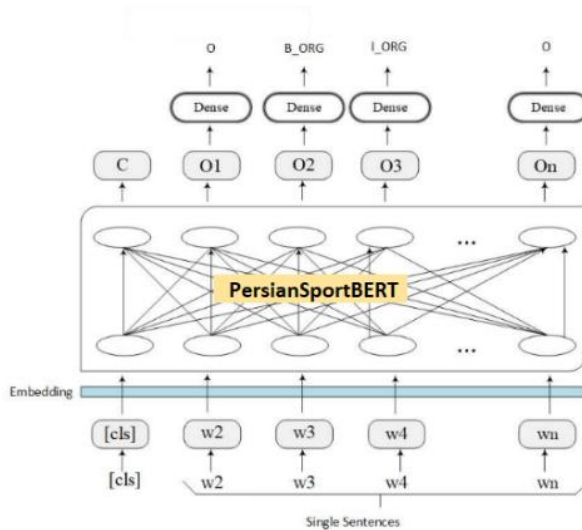 O B_ORG I_ORG O
Dense Dense Dense Dense
C O1 O2 O3 On
...
PersianSportBERT
...
Embedding
[cls] w2 w3 w4 wn
[cls] w2 w3 w4 wn
Single Sentences